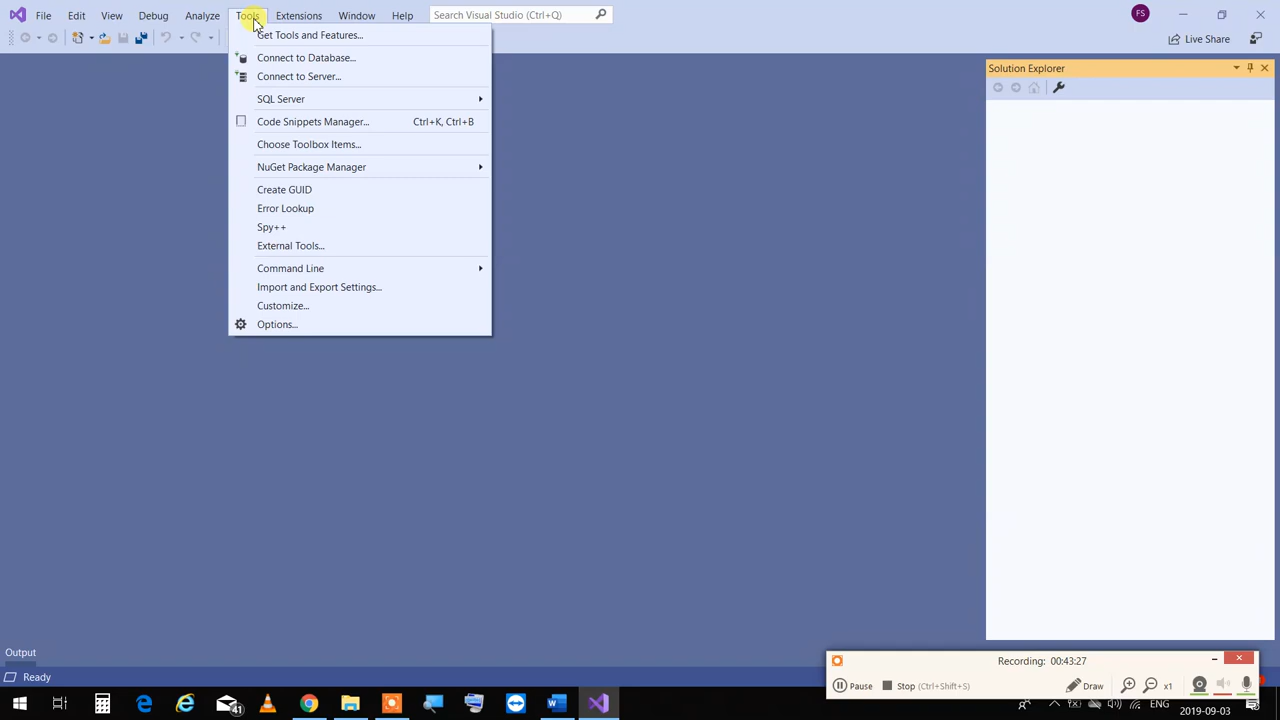 File Edit View Debug Analyze Tools Extensions Window Help Search Visual Studio (Ctrl+Q) FS
Live Share
Get Tools and Features...
Connect to Database...
Connect to Server...
SQL Server
Code Snippets Manager... Ctrl+K, Ctrl+B
Choose Toolbox Items...
NuGet Package Manager
Create GUID
Error Lookup
Spy++
External Tools...
Command Line
Import and Export Settings...
Customize...
Options...
Solution Explorer
Output
Ready
Recording: 00:43:27
Pause Stop (Ctrl+Shift+S) Draw x1
41
ENG
2019-09-03